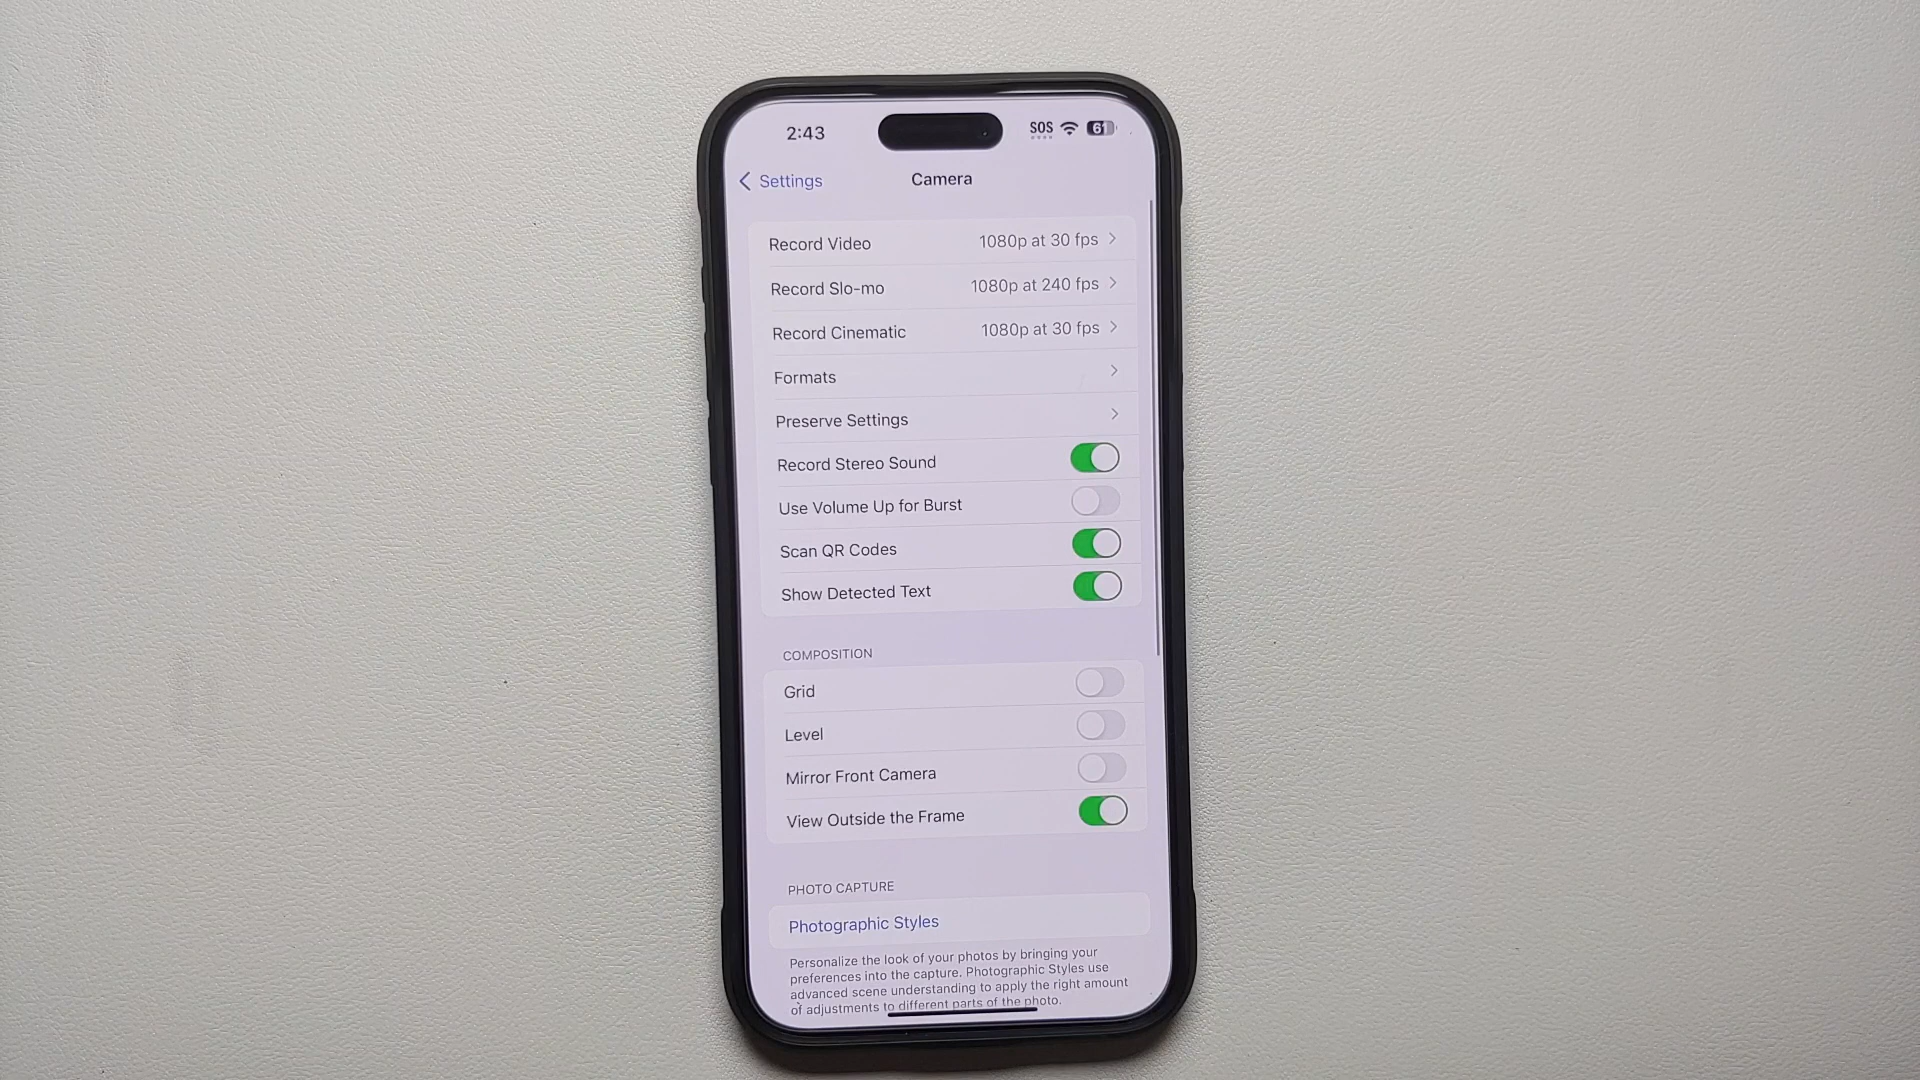 2:43 SOS 61
Settings Camera
Record Video 1080p at 30 fps
Record Slo-mo 1080p at 240 fps
Record Cinematic 1080p at 30 fps
Formats
Preserve Settings
Record Stereo Sound
Use Volume Up for Burst
Scan QR Codes
Show Detected Text
COMPOSITION
Grid
Level
Mirror Front Camera
View Outside the Frame
PHOTO CAPTURE
Photographic Styles
Personalize the look of your photos by bringing your
preferences into the capture. Photographic Styles use
advanced scene understanding to apply the right amount
of adjustments to different parts of the photo.